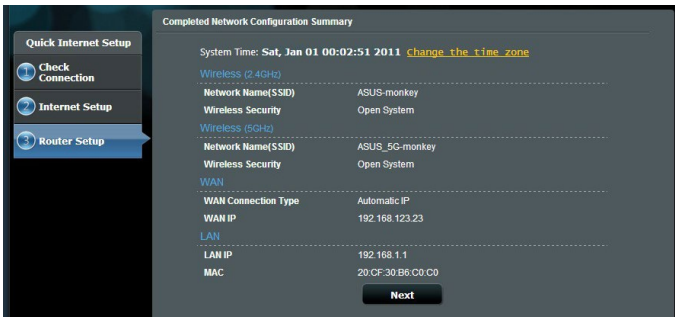 Completed Network Configuration Summary
Quick Internet Setup
1 Check Connection
2 Internet Setup
3 Router Setup
System Time: Sat, Jan 01 00:02:51 2011 Change the time zone
Wireless (2.4GHz)
Network Name(SSID) ASUS-monkey
Wireless Security Open System
Wireless (5GHz)
Network Name(SSID) ASUS_5G-monkey
Wireless Security Open System
WAN
WAN Connection Type Automatic IP
WAN IP 192.168.123.23
LAN
LAN IP 192.168.1.1
MAC 20:CF:30:B6:C0:C0
Next